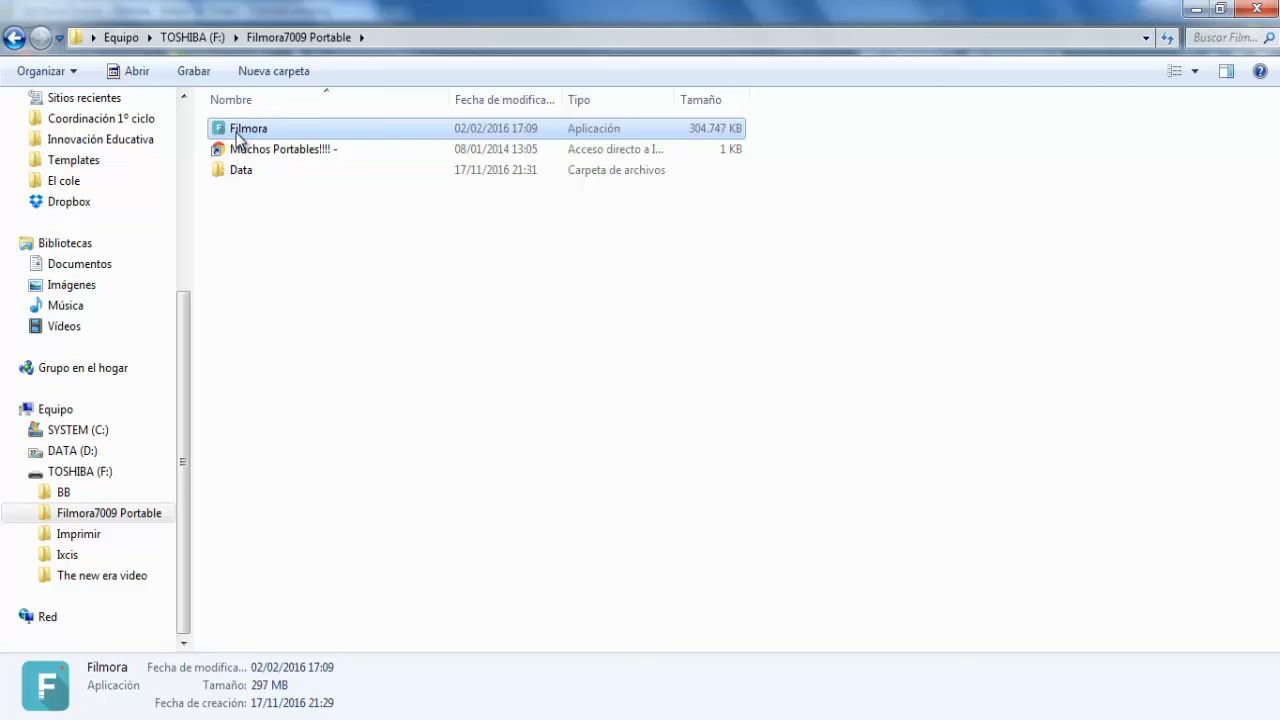 Equipo TOSHIBA (F:) Filmora7009 Portable
Buscar Film...
Organizar Abrir Grabar Nueva carpeta
Nombre Fecha de modifica... Tipo Tamaño
Filmora 02/02/2016 17:09 Aplicación 304.747 KB
Muchos Portables!!!! - 08/01/2014 13:05 Acceso directo a I... 1 KB
Data 17/11/2016 21:31 Carpeta de archivos
Sitios recientes
Coordinación 1º ciclo
Innovación Educativa
Templates
El cole
Dropbox
Bibliotecas
Documentos
Imágenes
Música
Vídeos
Grupo en el hogar
Equipo
SYSTEM (C:)
DATA (D:)
TOSHIBA (F:)
BB
Filmora7009 Portable
Imprimir
Ixcis
The new era video
Red
Filmora Fecha de modifica... 02/02/2016 17:09
Aplicación Tamaño: 297 MB
Fecha de creación: 17/11/2016 21:29